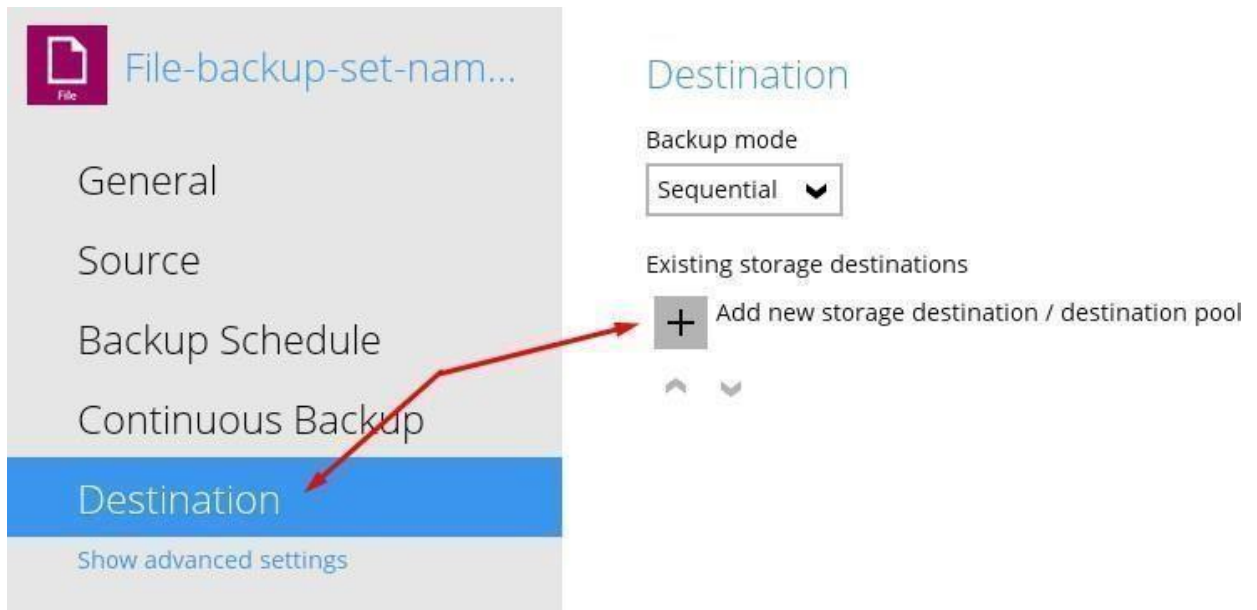 File-backup-set-nam...
File
General
Source
Backup Schedule
Continuous Backup
Destination
Show advanced settings
Destination
Backup mode
Sequential
Existing storage destinations
Add new storage destination / destination pool